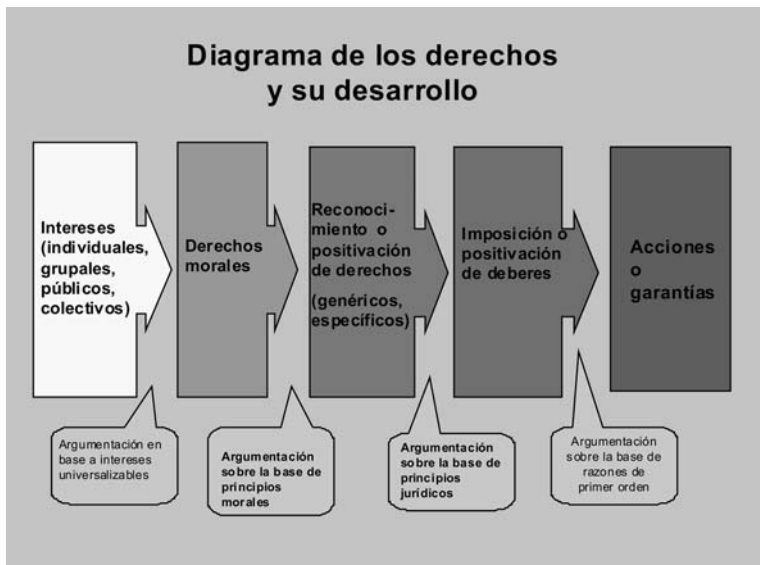 Diagrama de los derechos
y su desarrollo
Intereses
(individuales,
grupales,
públicos,
colectivos)
Derechos
morales
Reconoci-
miento o
positivación
de derechos
(genéricos,
específicos)
Imposición o
positivación
de deberes
Acciones
o
garantías
Argumentación en
base a intereses
universalizables
Argumentación
sobre la base de
principios
morales
Argumentación
sobre la base de
principios
jurídicos
Argumentación
sobre la base de
razones de
primer orden